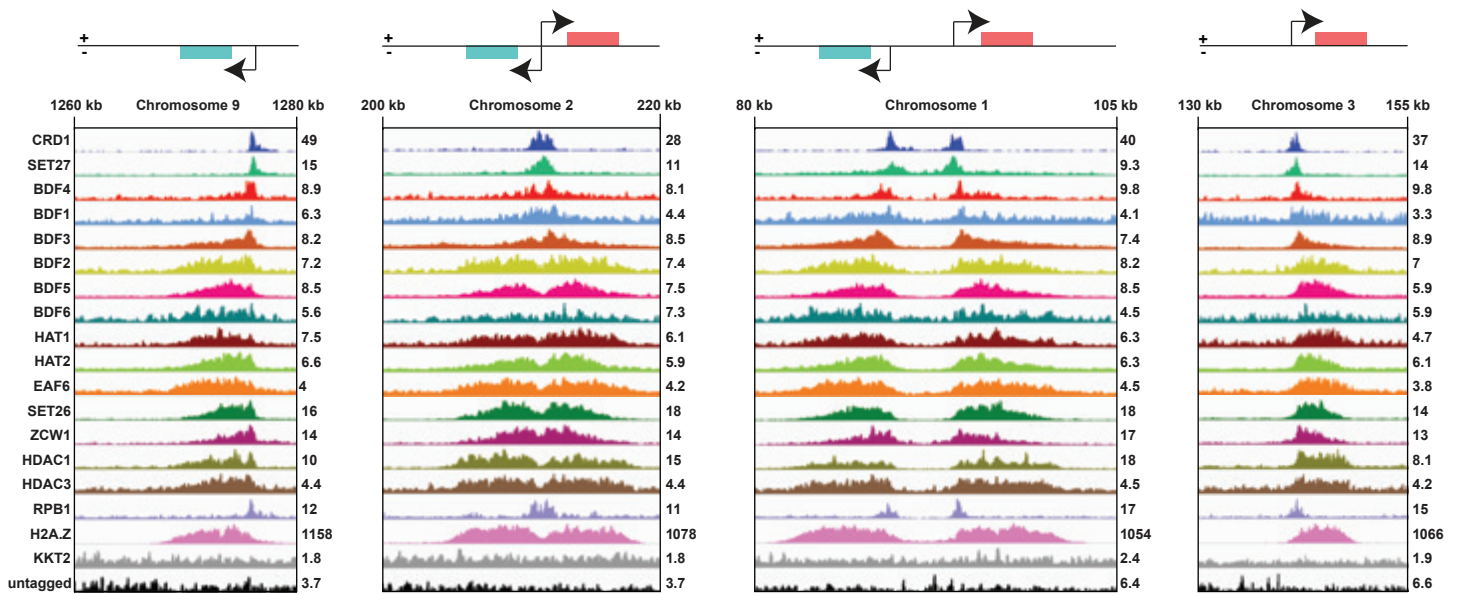 + + + +
- - - -
1260 kb Chromosome 9 1280 kb 200 kb Chromosome 2 220 kb 80 kb Chromosome 1 105 kb 130 kb Chromosome 3 155 kb
CRD1 49 28 40 37
SET27 15 11 9.3 14
BDF4 8.9 8.1 9.8 9.8
BDF1 6.3 4.4 4.1 3.3
BDF3 8.2 8.5 7.4 8.9
BDF2 7.2 7.4 8.2 7
BDF5 8.5 7.5 8.5 5.9
BDF6 5.6 7.3 4.5 5.9
HAT1 7.5 6.1 6.3 4.7
HAT2 6.6 5.9 6.3 6.1
EAF6 4 4.2 4.5 3.8
SET26 16 18 18 14
ZCW1 14 14 17 13
HDAC1 10 15 18 8.1
HDAC3 4.4 4.4 4.5 4.2
RPB1 12 11 17 15
H2A.Z 1158 1078 1054 1066
KKT2 1.8 1.8 2.4 1.9
untagged 3.7 3.7 6.4 6.6